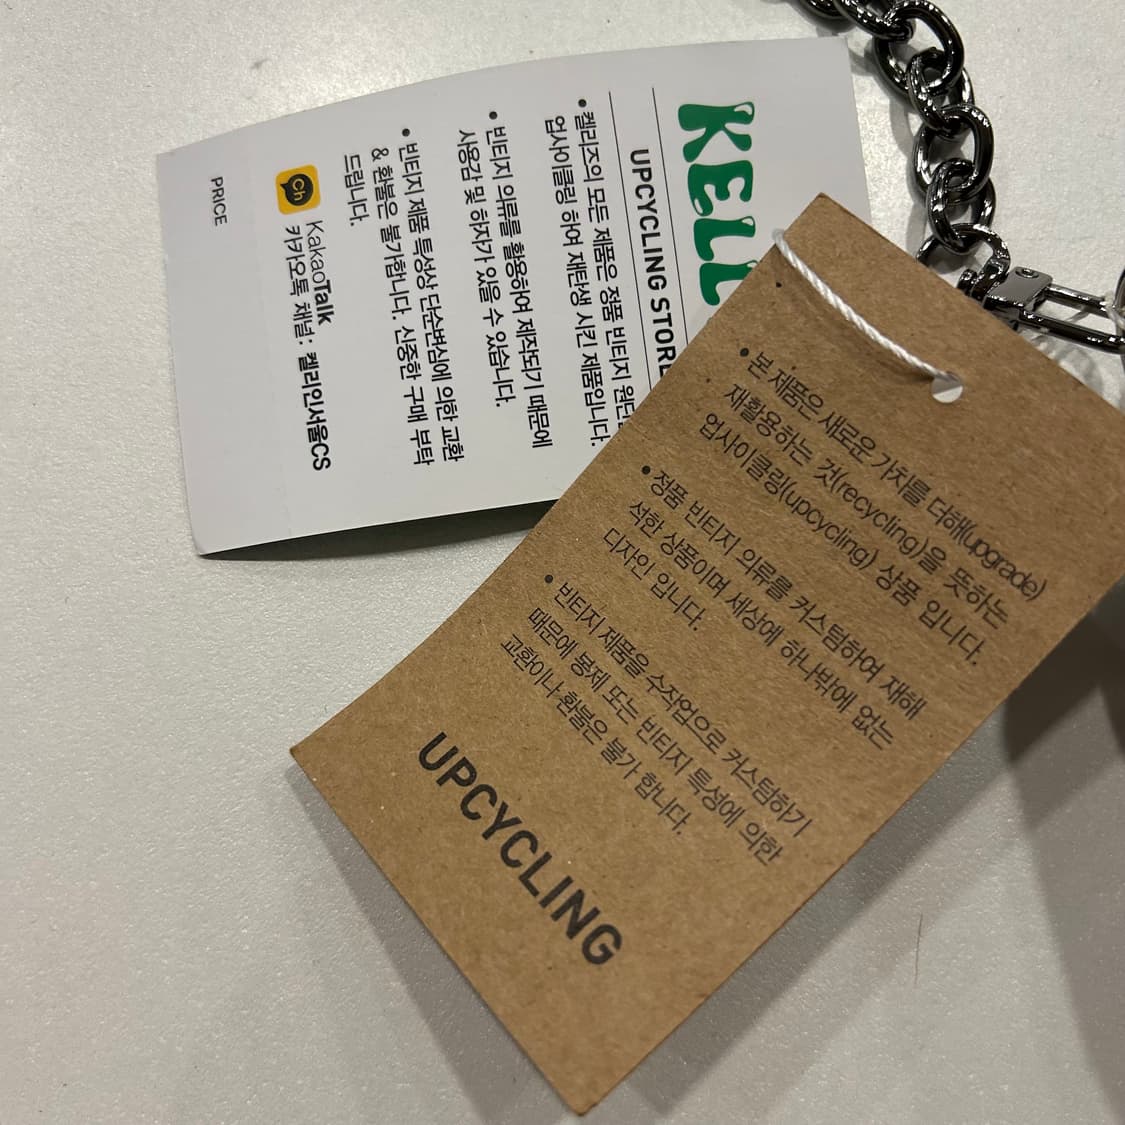 KELL
UPCYCLING STORE
• 켈리즈의 모든 제품은 정품 빈티지 원단
업사이클링 하여 재탄생 시킨 제품입니다.
• 빈티지 의류를 활용하여 제작되기 때문에
사용감 및 하자가 있을 수 있습니다.
• 빈티지 제품 특성상 단순변심에 의한 교환
& 환불은 불가합니다. 신중한 구매 부탁
드립니다.
Ch KakaoTalk
카카오톡 채널 : 켈리인서울CS
PRICE
• 본 제품은 새로운 가치를 더해(upgrade)
재활용하는 것(recycling)을 뜻하는
업사이클링(upcycling) 상품 입니다.
• 정품 빈티지 의류를 커스텀하여 재해
석한 상품이며 세상에 하나밖에 없는
디자인 입니다.
• 빈티지 제품을 수작업으로 커스텀하기
때문에 봉제 또는 빈티지 특성에 의한
교환이나 환불은 불가 합니다.
UPCYCLING